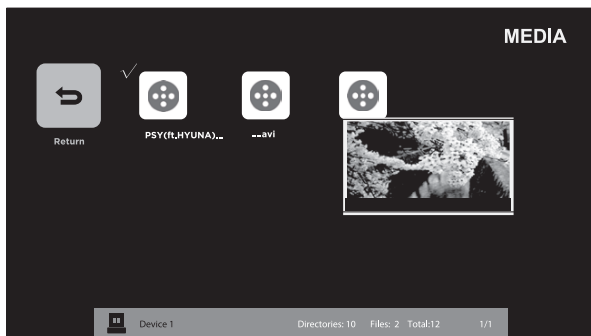 MEDIA
Return
PSY(ft.HYUNA)...
--avi
Device 1
Directories: 10 Files: 2 Total:12
1/1